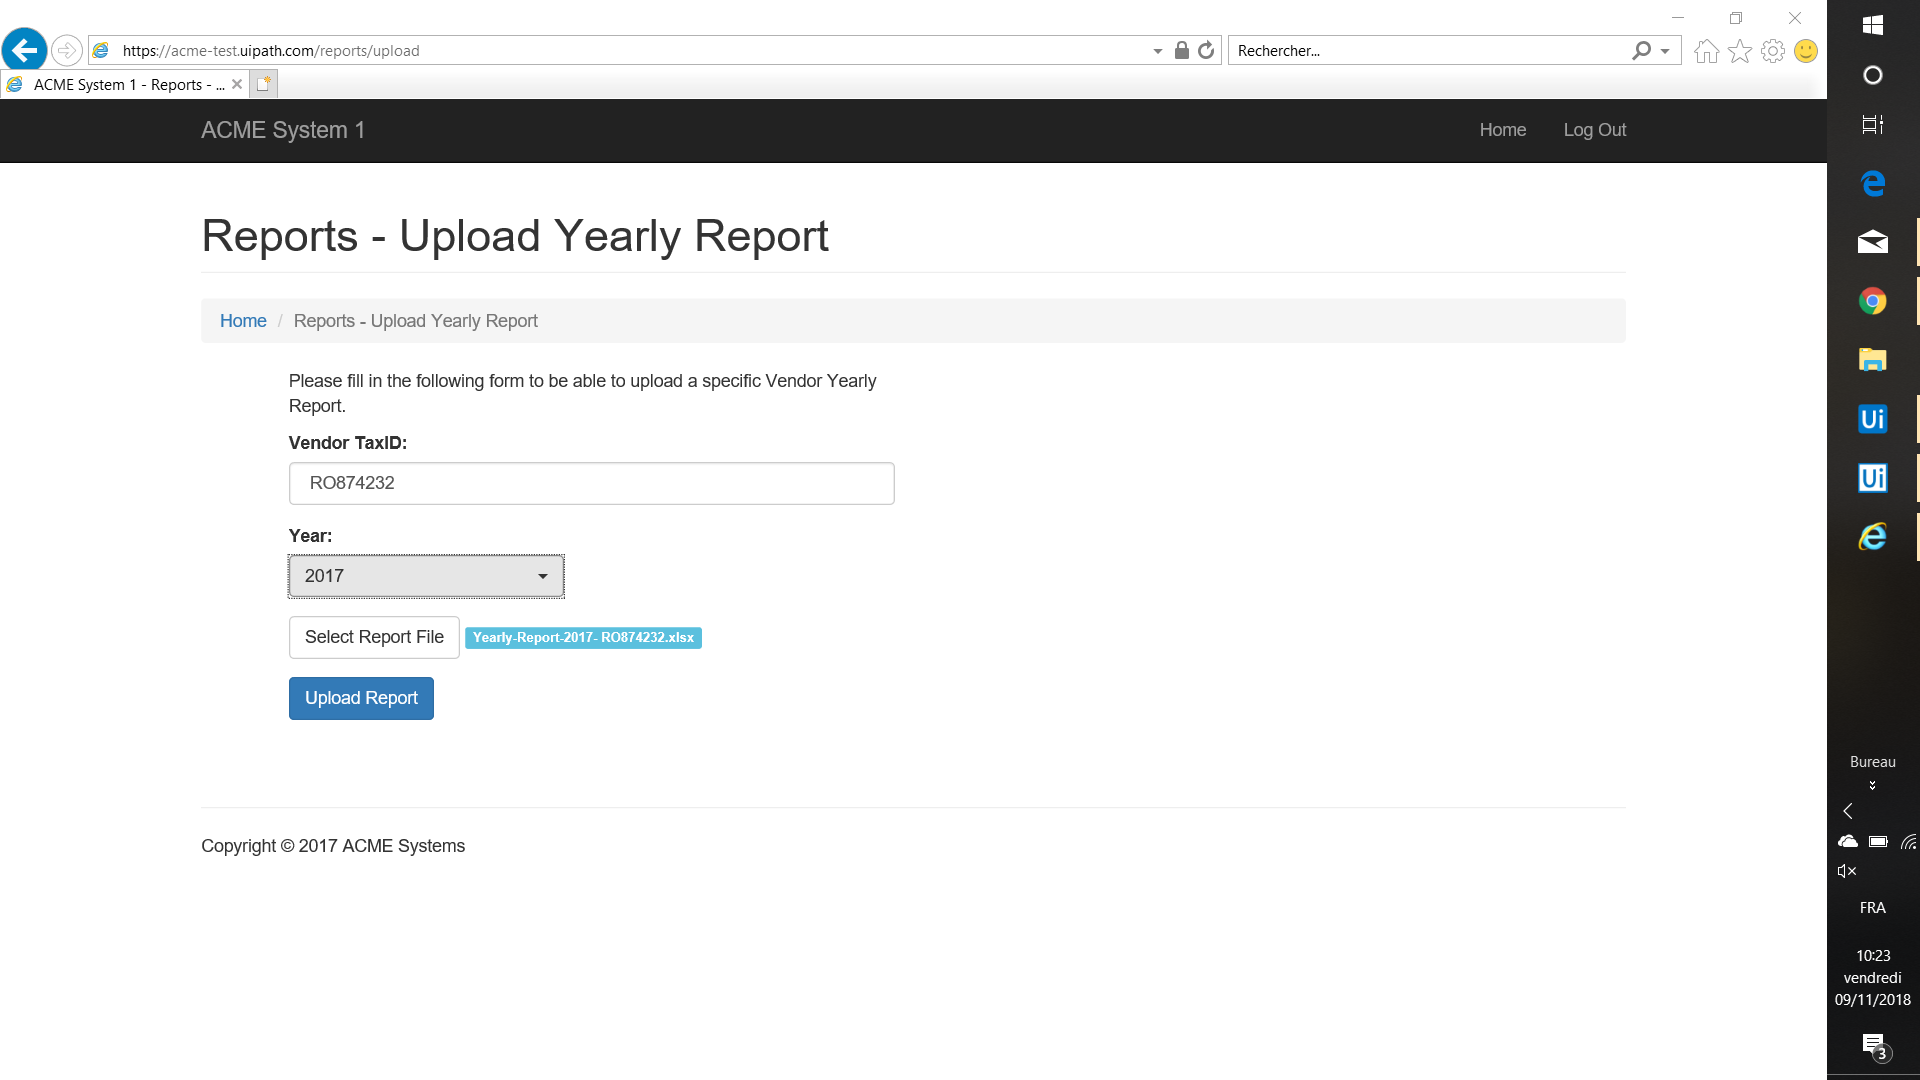 https://acme-test.uipath.com/reports/upload
Rechercher...
ACME System 1 - Reports - ...
ACME System 1
Home
Log Out
Reports - Upload Yearly Report
Home / Reports - Upload Yearly Report
Please fill in the following form to be able to upload a specific Vendor Yearly
Report.
Vendor TaxID:
RO874232
Year:
2017
Select Report File
Yearly-Report-2017- RO874232.xlsx
Upload Report
Copyright © 2017 ACME Systems
Ui
Ui
Bureau
FRA
10:23
vendredi
09/11/2018
3